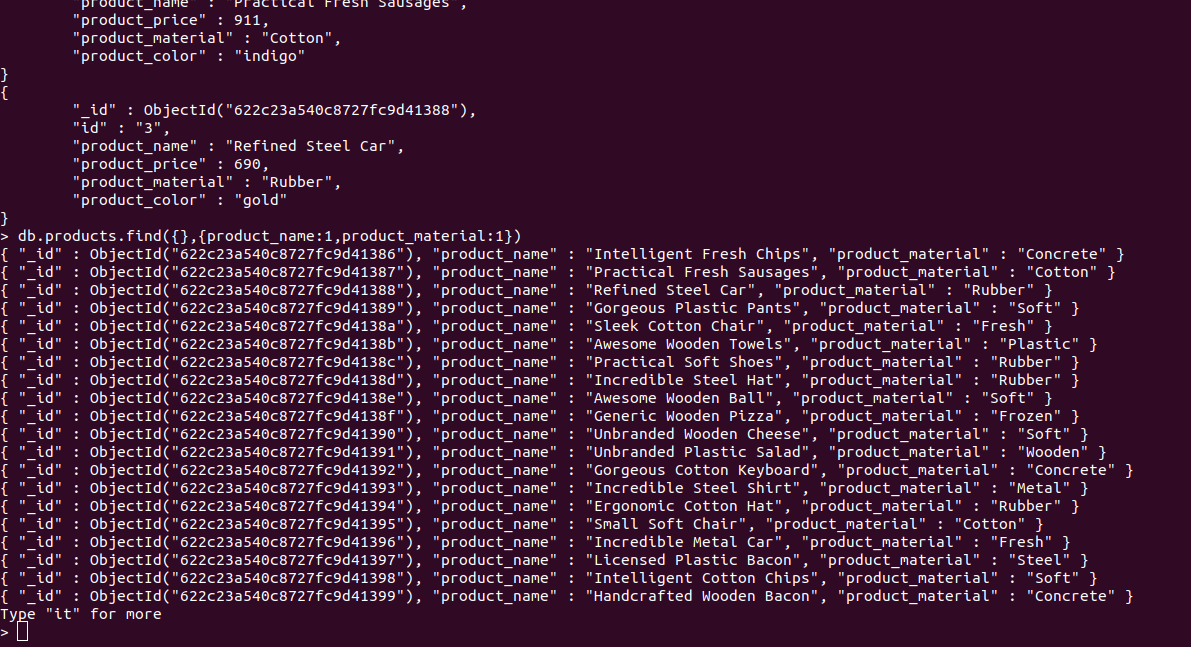 "product_name" : "Practical Fresh Sausages",
"product_price" : 911,
"product_material" : "Cotton",
"product_color" : "indigo"
}
{
"_id" : ObjectId("622c23a540c8727fc9d41388"),
"id" : "3",
"product_name" : "Refined Steel Car",
"product_price" : 690,
"product_material" : "Rubber",
"product_color" : "gold"
}
> db.products.find({},{product_name:1,product_material:1})
{ "_id" : ObjectId("622c23a540c8727fc9d41386"), "product_name" : "Intelligent Fresh Chips", "product_material" : "Concrete" }
{ "_id" : ObjectId("622c23a540c8727fc9d41387"), "product_name" : "Practical Fresh Sausages", "product_material" : "Cotton" }
{ "_id" : ObjectId("622c23a540c8727fc9d41388"), "product_name" : "Refined Steel Car", "product_material" : "Rubber" }
{ "_id" : ObjectId("622c23a540c8727fc9d41389"), "product_name" : "Gorgeous Plastic Pants", "product_material" : "Soft" }
{ "_id" : ObjectId("622c23a540c8727fc9d4138a"), "product_name" : "Sleek Cotton Chair", "product_material" : "Fresh" }
{ "_id" : ObjectId("622c23a540c8727fc9d4138b"), "product_name" : "Awesome Wooden Towels", "product_material" : "Plastic" }
{ "_id" : ObjectId("622c23a540c8727fc9d4138c"), "product_name" : "Practical Soft Shoes", "product_material" : "Rubber" }
{ "_id" : ObjectId("622c23a540c8727fc9d4138d"), "product_name" : "Incredible Steel Hat", "product_material" : "Rubber" }
{ "_id" : ObjectId("622c23a540c8727fc9d4138e"), "product_name" : "Awesome Wooden Ball", "product_material" : "Soft" }
{ "_id" : ObjectId("622c23a540c8727fc9d4138f"), "product_name" : "Generic Wooden Pizza", "product_material" : "Frozen" }
{ "_id" : ObjectId("622c23a540c8727fc9d41390"), "product_name" : "Unbranded Wooden Cheese", "product_material" : "Soft" }
{ "_id" : ObjectId("622c23a540c8727fc9d41391"), "product_name" : "Unbranded Plastic Salad", "product_material" : "Wooden" }
{ "_id" : ObjectId("622c23a540c8727fc9d41392"), "product_name" : "Gorgeous Cotton Keyboard", "product_material" : "Concrete" }
{ "_id" : ObjectId("622c23a540c8727fc9d41393"), "product_name" : "Incredible Steel Shirt", "product_material" : "Metal" }
{ "_id" : ObjectId("622c23a540c8727fc9d41394"), "product_name" : "Ergonomic Cotton Hat", "product_material" : "Rubber" }
{ "_id" : ObjectId("622c23a540c8727fc9d41395"), "product_name" : "Small Soft Chair", "product_material" : "Cotton" }
{ "_id" : ObjectId("622c23a540c8727fc9d41396"), "product_name" : "Incredible Metal Car", "product_material" : "Fresh" }
{ "_id" : ObjectId("622c23a540c8727fc9d41397"), "product_name" : "Licensed Plastic Bacon", "product_material" : "Steel" }
{ "_id" : ObjectId("622c23a540c8727fc9d41398"), "product_name" : "Intelligent Cotton Chips", "product_material" : "Soft" }
{ "_id" : ObjectId("622c23a540c8727fc9d41399"), "product_name" : "Handcrafted Wooden Bacon", "product_material" : "Concrete" }
Type "it" for more
>